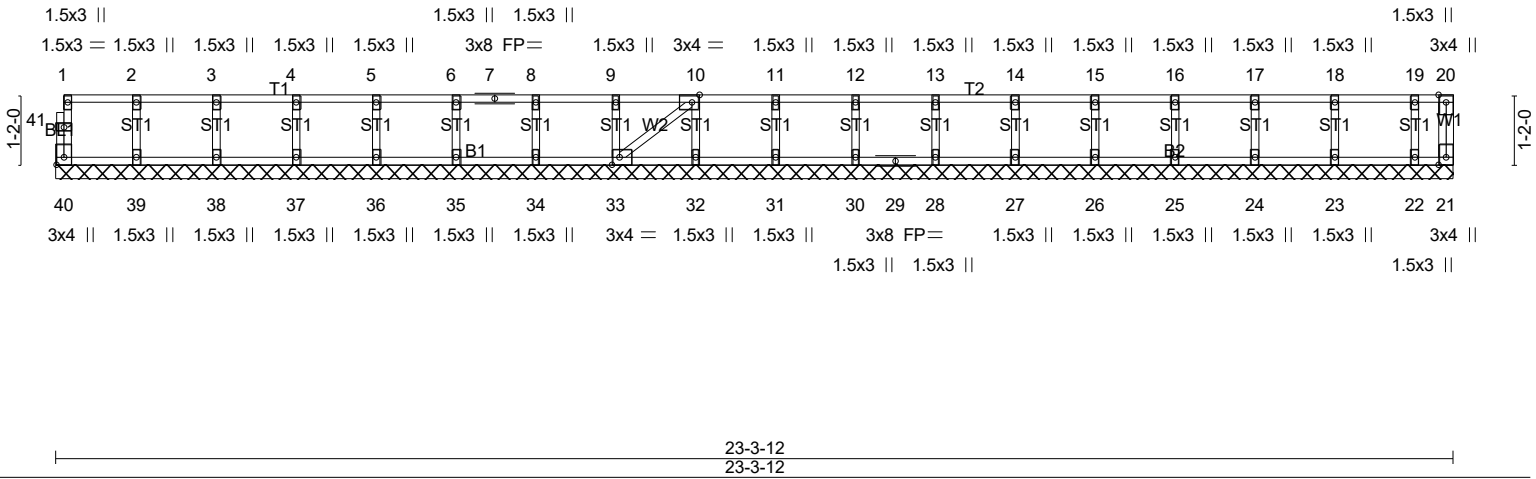 1.5x3 || 1.5x3 || 1.5x3 || 1.5x3 ||
1.5x3 = 1.5x3 || 1.5x3 || 1.5x3 || 1.5x3 || 3x8 FP= 1.5x3 || 3x4 = 1.5x3 || 1.5x3 || 1.5x3 || 1.5x3 || 1.5x3 || 1.5x3 || 1.5x3 || 1.5x3 || 3x4 ||
1 2 3 4 5 6 7 8 9 10 11 12 13 14 15 16 17 18 19 20
T1 T2
1-2-0 41 ST1 ST1 ST1 ST1 ST1 ST1 ST1 W2 ST1 ST1 ST1 ST1 ST1 ST1 ST1 ST1 ST1 ST1 W1 1-2-0
B1 B2
40 39 38 37 36 35 34 33 32 31 30 29 28 27 26 25 24 23 22 21
3x4 || 1.5x3 || 1.5x3 || 1.5x3 || 1.5x3 || 1.5x3 || 1.5x3 || 3x4 = 1.5x3 || 1.5x3 || 3x8 FP= 1.5x3 || 1.5x3 || 1.5x3 || 1.5x3 || 1.5x3 || 3x4 ||
1.5x3 || 1.5x3 || 1.5x3 ||
23-3-12
23-3-12